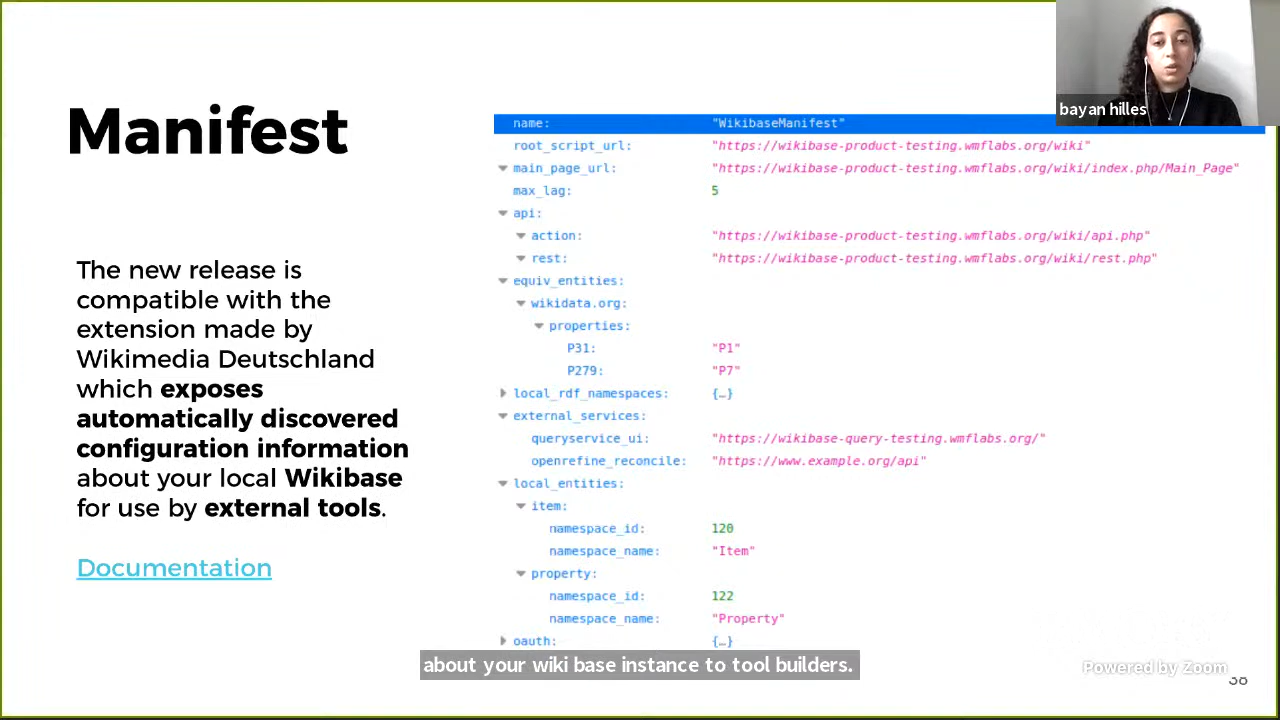 bayan hilles
Manifest
The new release is
compatible with the
extension made by
Wikimedia Deutschland
which exposes
automatically discovered
configuration information
about your local Wikibase
for use by external tools.
Documentation
name: "WikibaseManifest"
root_script_url: "https://wikibase-product-testing.wmflabs.org/wiki"
main_page_url: "https://wikibase-product-testing.wmflabs.org/wiki/index.php/Main_Page"
max_lag: 5
api:
action: "https://wikibase-product-testing.wmflabs.org/wiki/api.php"
rest: "https://wikibase-product-testing.wmflabs.org/wiki/rest.php"
equiv_entities:
wikidata.org:
properties:
P31: "P1"
P279: "P7"
local_rdf_namespaces: {…}
external_services:
queryservice_ui: "https://wikibase-query-testing.wmflabs.org/"
openrefine_reconcile: "https://www.example.org/api"
local_entities:
item:
namespace_id: 120
namespace_name: "Item"
property:
namespace_id: 122
namespace_name: "Property"
oauth: {…}
about your wiki base instance to tool builders.
Powered by Zoom
38